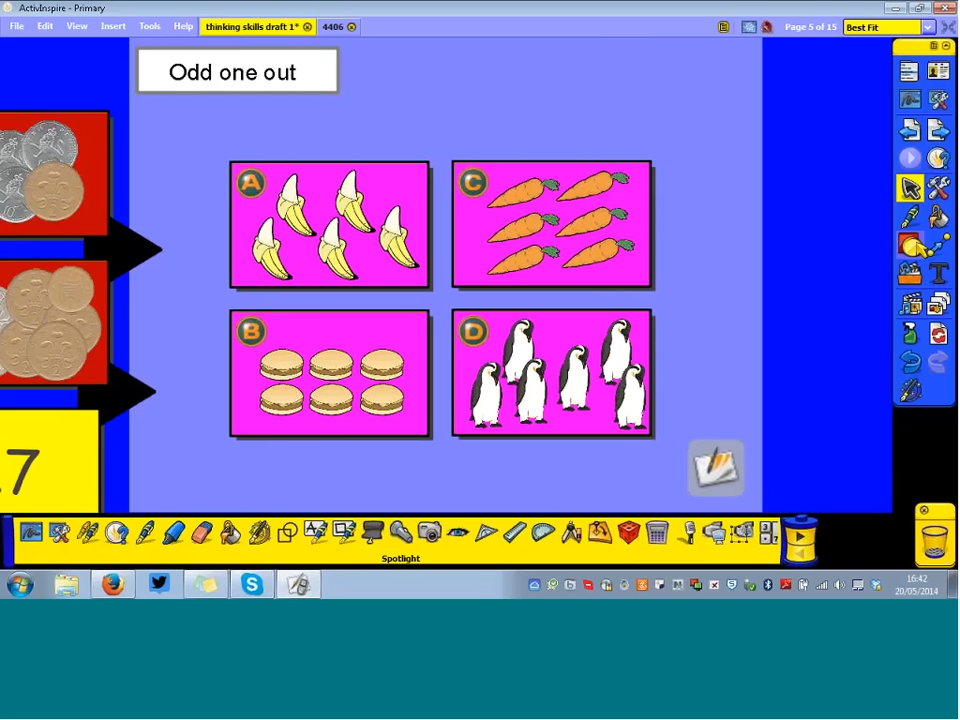 ActivInspire - Primary
File Edit View Insert Tools Help thinking skills draft 1* 4406 Page 5 of 15 Best Fit
Odd one out
A
C
B
D
.7
Spotlight
16:42
20/05/2014